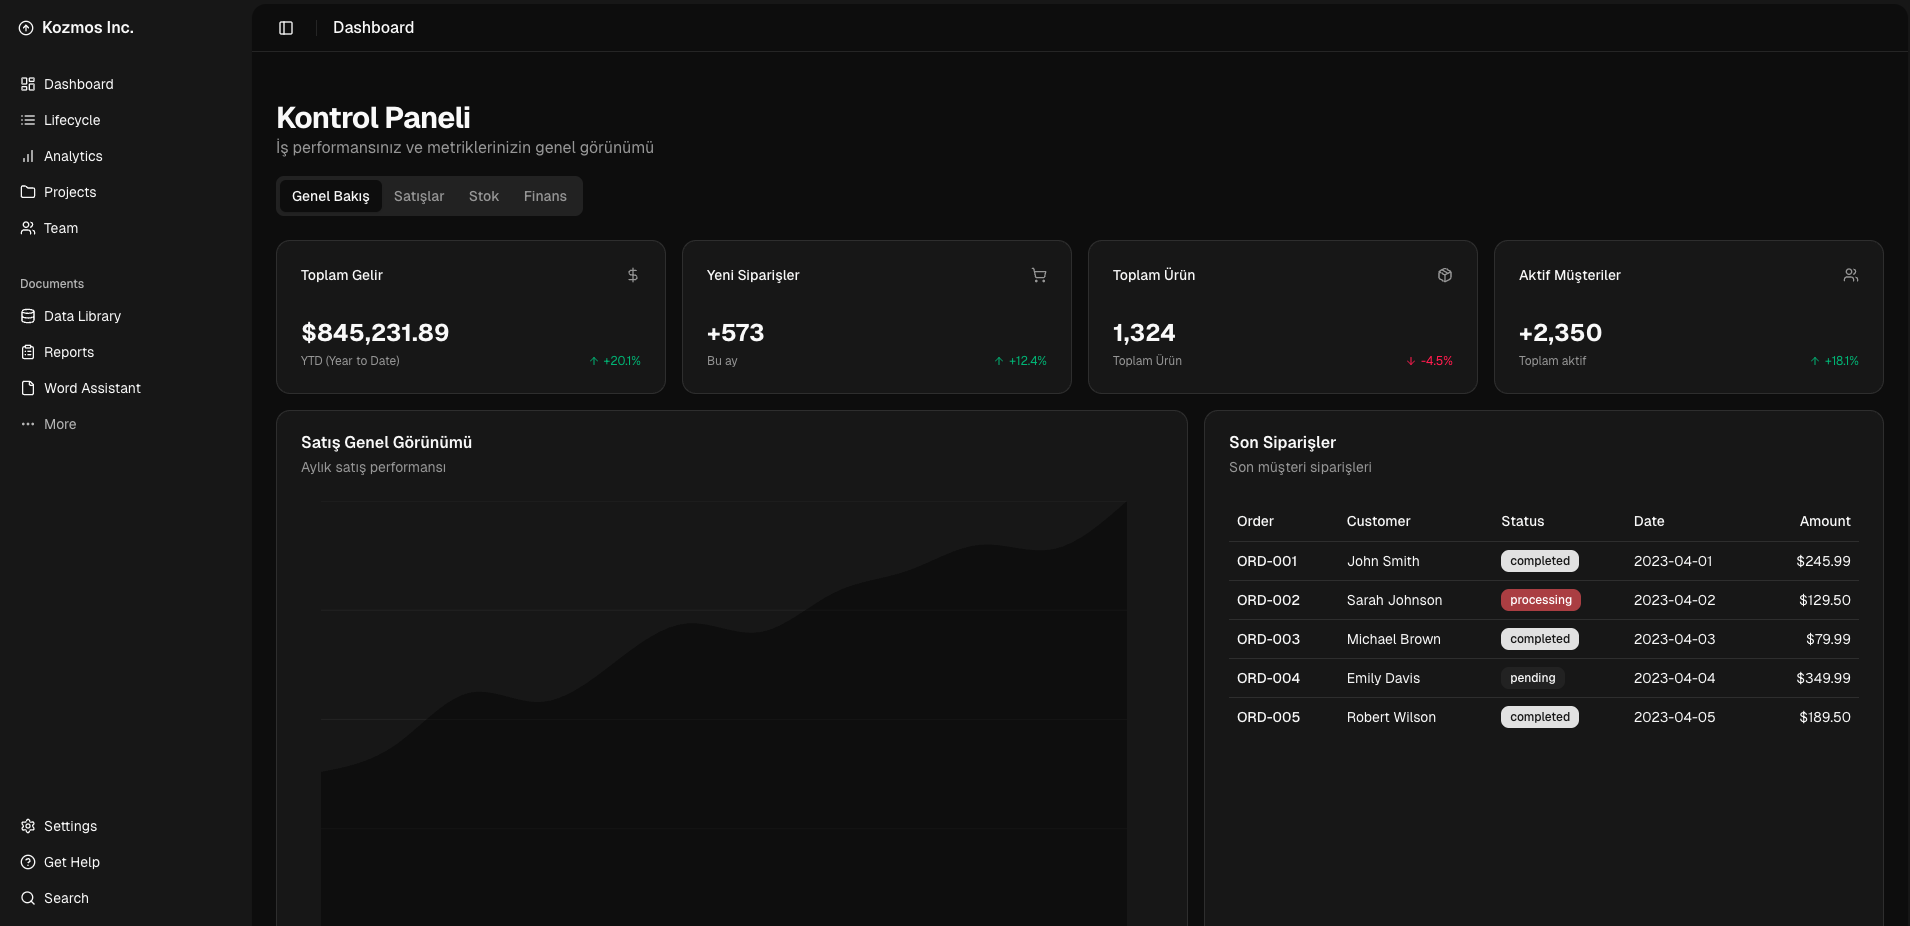 Kozmos Inc.
Dashboard
Lifecycle
Analytics
Projects
Team
Documents
Data Library
Reports
Word Assistant
More
Settings
Get Help
Search
Dashboard
Kontrol Paneli
İş performansınız ve metriklerinizin genel görünümü
Genel Bakış Satışlar Stok Finans
Toplam Gelir
$845,231.89
YTD (Year to Date) +20.1%
Yeni Siparişler
+573
Bu ay +12.4%
Toplam Ürün
1,324
Toplam Ürün -4.5%
Aktif Müşteriler
+2,350
Toplam aktif +18.1%
Satış Genel Görünümü
Aylık satış performansı
Son Siparişler
Son müşteri siparişleri
Order Customer Status Date Amount
ORD-001 John Smith completed 2023-04-01 $245.99
ORD-002 Sarah Johnson processing 2023-04-02 $129.50
ORD-003 Michael Brown completed 2023-04-03 $79.99
ORD-004 Emily Davis pending 2023-04-04 $349.99
ORD-005 Robert Wilson completed 2023-04-05 $189.50